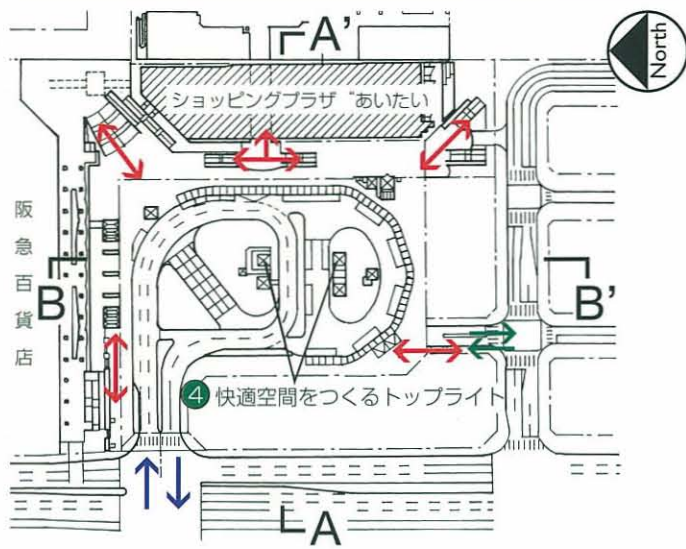 A'
North
ショッピングプラザ “あいたい
阪急百貨店
B
B'
4 快適空間をつくるトップライト
A